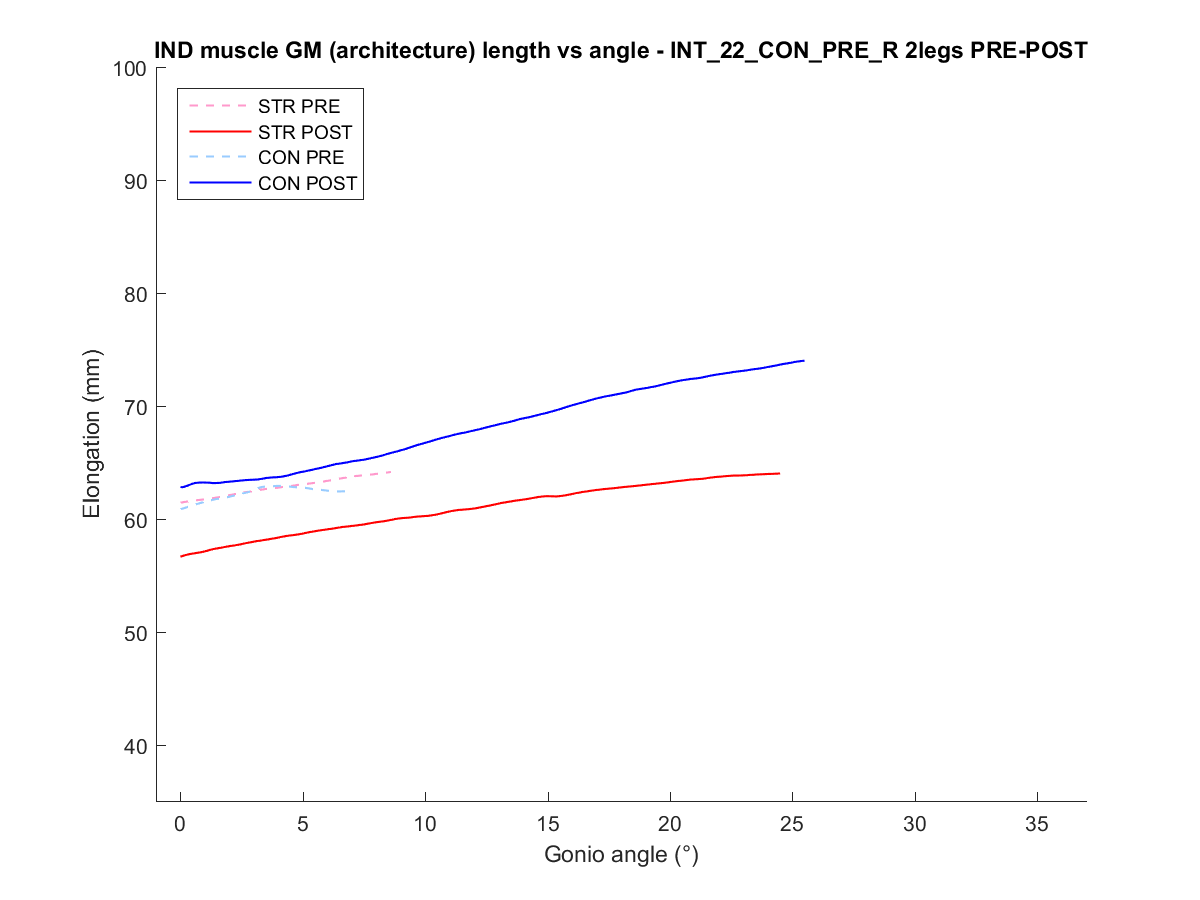 IND muscle GM (architecture) length vs angle - INT_22_CON_PRE_R 2legs PRE-POST
100
90
80
70
60
50
40
Elongation (mm)
STR PRE
STR POST
CON PRE
CON POST
0 5 10 15 20 25 30 35
Gonio angle (°)